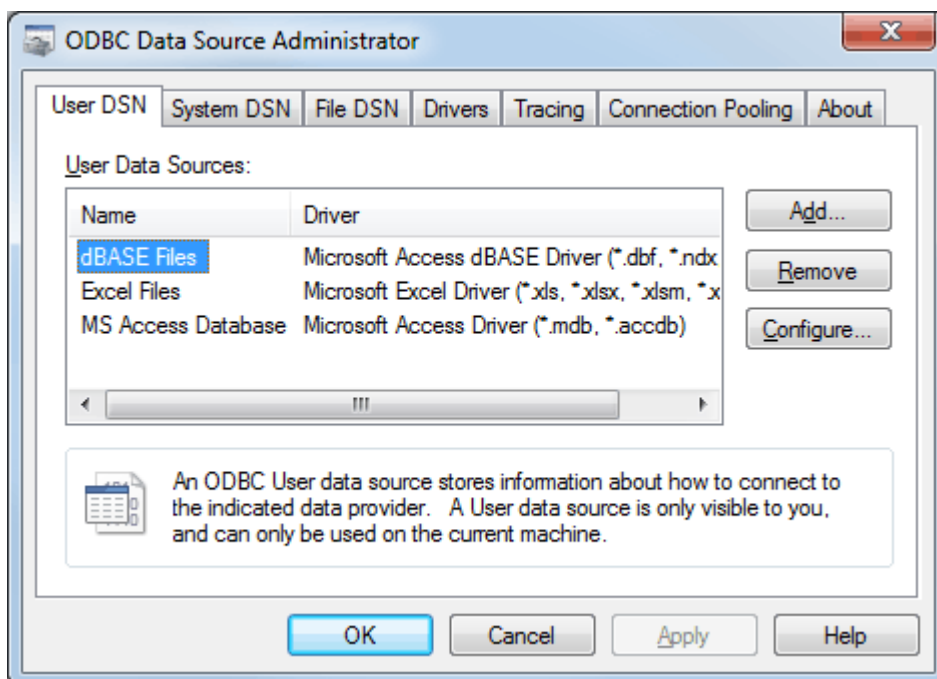 ODBC Data Source Administrator
User DSN System DSN File DSN Drivers Tracing Connection Pooling About
User Data Sources:
Name Driver
dBASE Files Microsoft Access dBASE Driver (*.dbf, *.ndx
Excel Files Microsoft Excel Driver (*.xls, *.xlsx, *.xlsm, *.x
MS Access Database Microsoft Access Driver (*.mdb, *.accdb)
Add...
Remove
Configure...
An ODBC User data source stores information about how to connect to
the indicated data provider. A User data source is only visible to you,
and can only be used on the current machine.
OK Cancel Apply Help